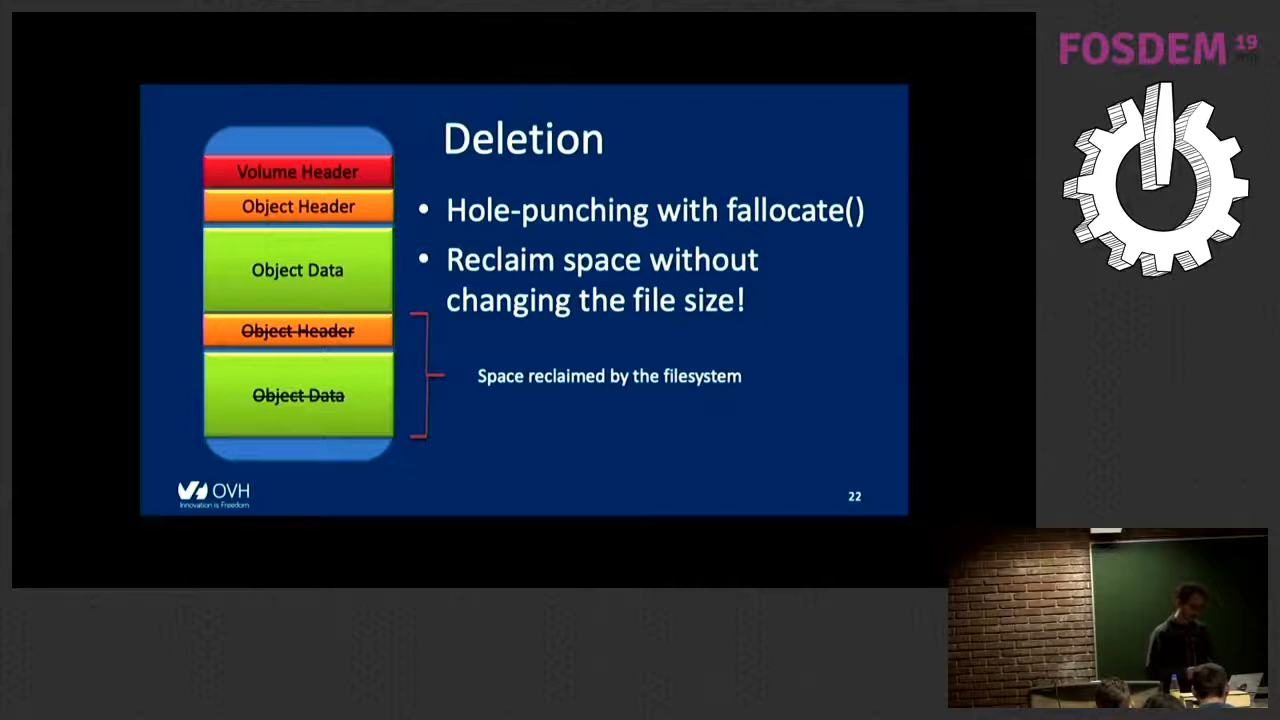 FOSDEM 19
Deletion
Volume Header
Object Header
Object Data
Object Header
Object Data
• Hole-punching with fallocate()
• Reclaim space without
changing the file size!
Space reclaimed by the filesystem
OVH
Innovation is Freedom
22